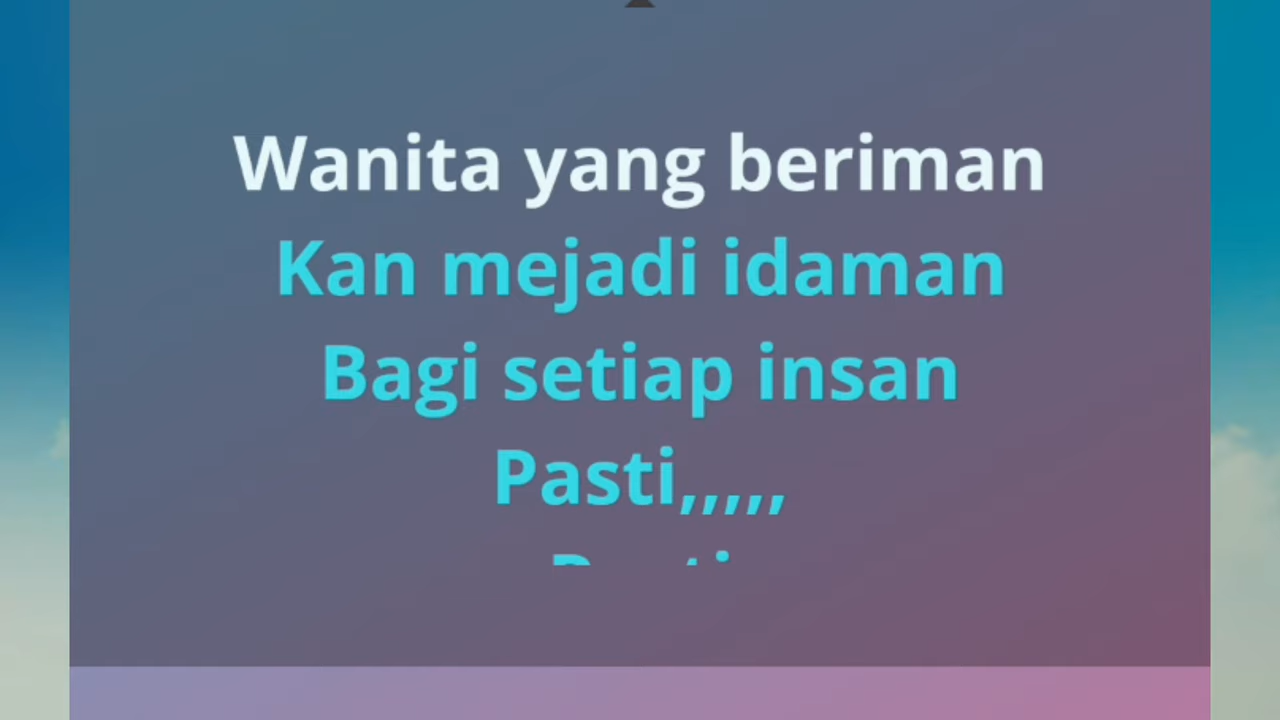 Wanita yang beriman
Kan mejadi idaman
Bagi setiap insan
Pasti,,,,,